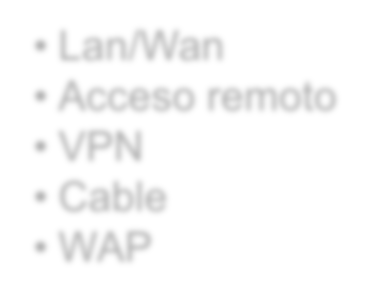 • Lan/Wan
• Acceso remoto
• VPN
• Cable
• WAP